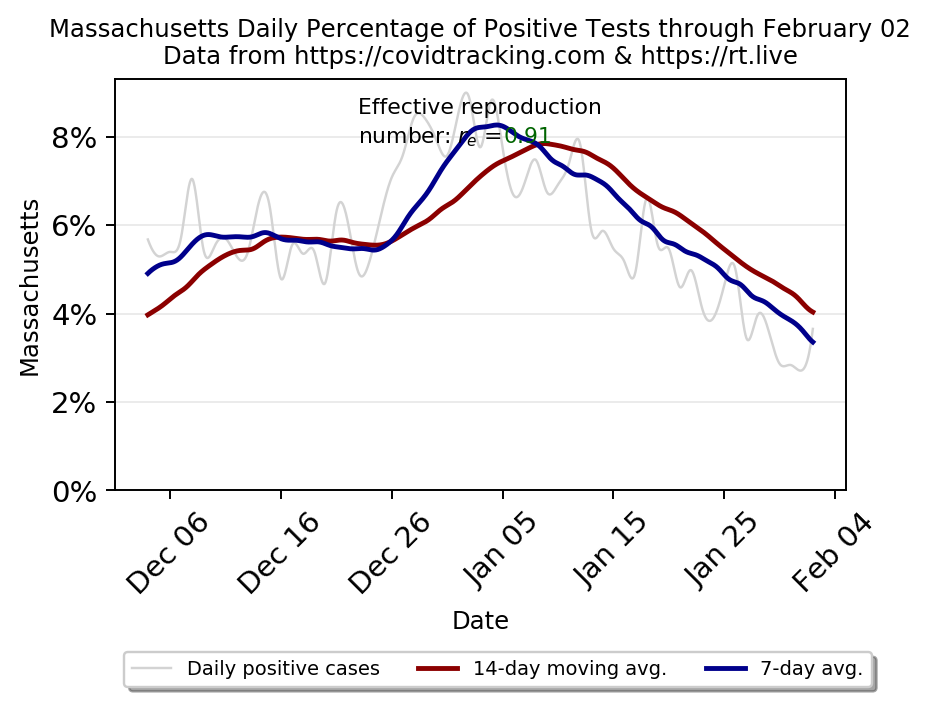 Massachusetts Daily Percentage of Positive Tests through February 02
Data from https://covidtracking.com & https://rt.live
Effective reproduction
number: rₑ = 0.91
8%
6%
4%
2%
0%
Massachusetts
Dec 06
Dec 16
Dec 26
Jan 05
Jan 15
Jan 25
Feb 04
Date
Daily positive cases
14-day moving avg.
7-day avg.